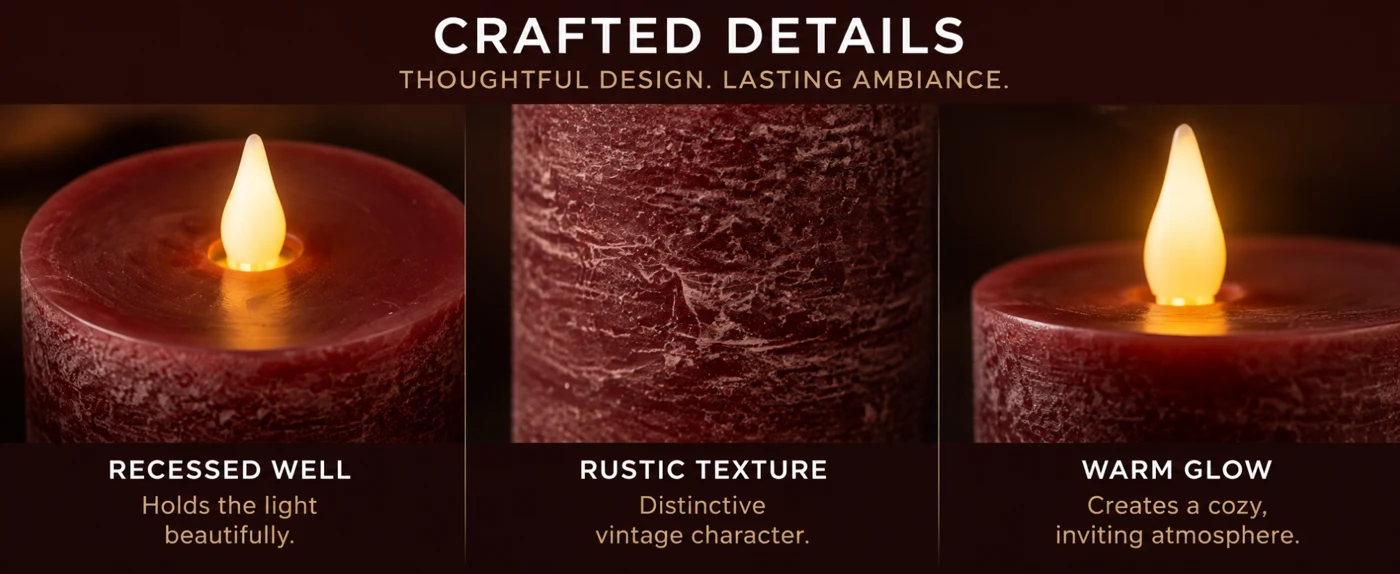 CRAFTED DETAILS
THOUGHTFUL DESIGN. LASTING AMBIANCE.
RECESSED WELL
Holds the light
beautifully.
RUSTIC TEXTURE
Distinctive
vintage character.
WARM GLOW
Creates a cozy,
inviting atmosphere.